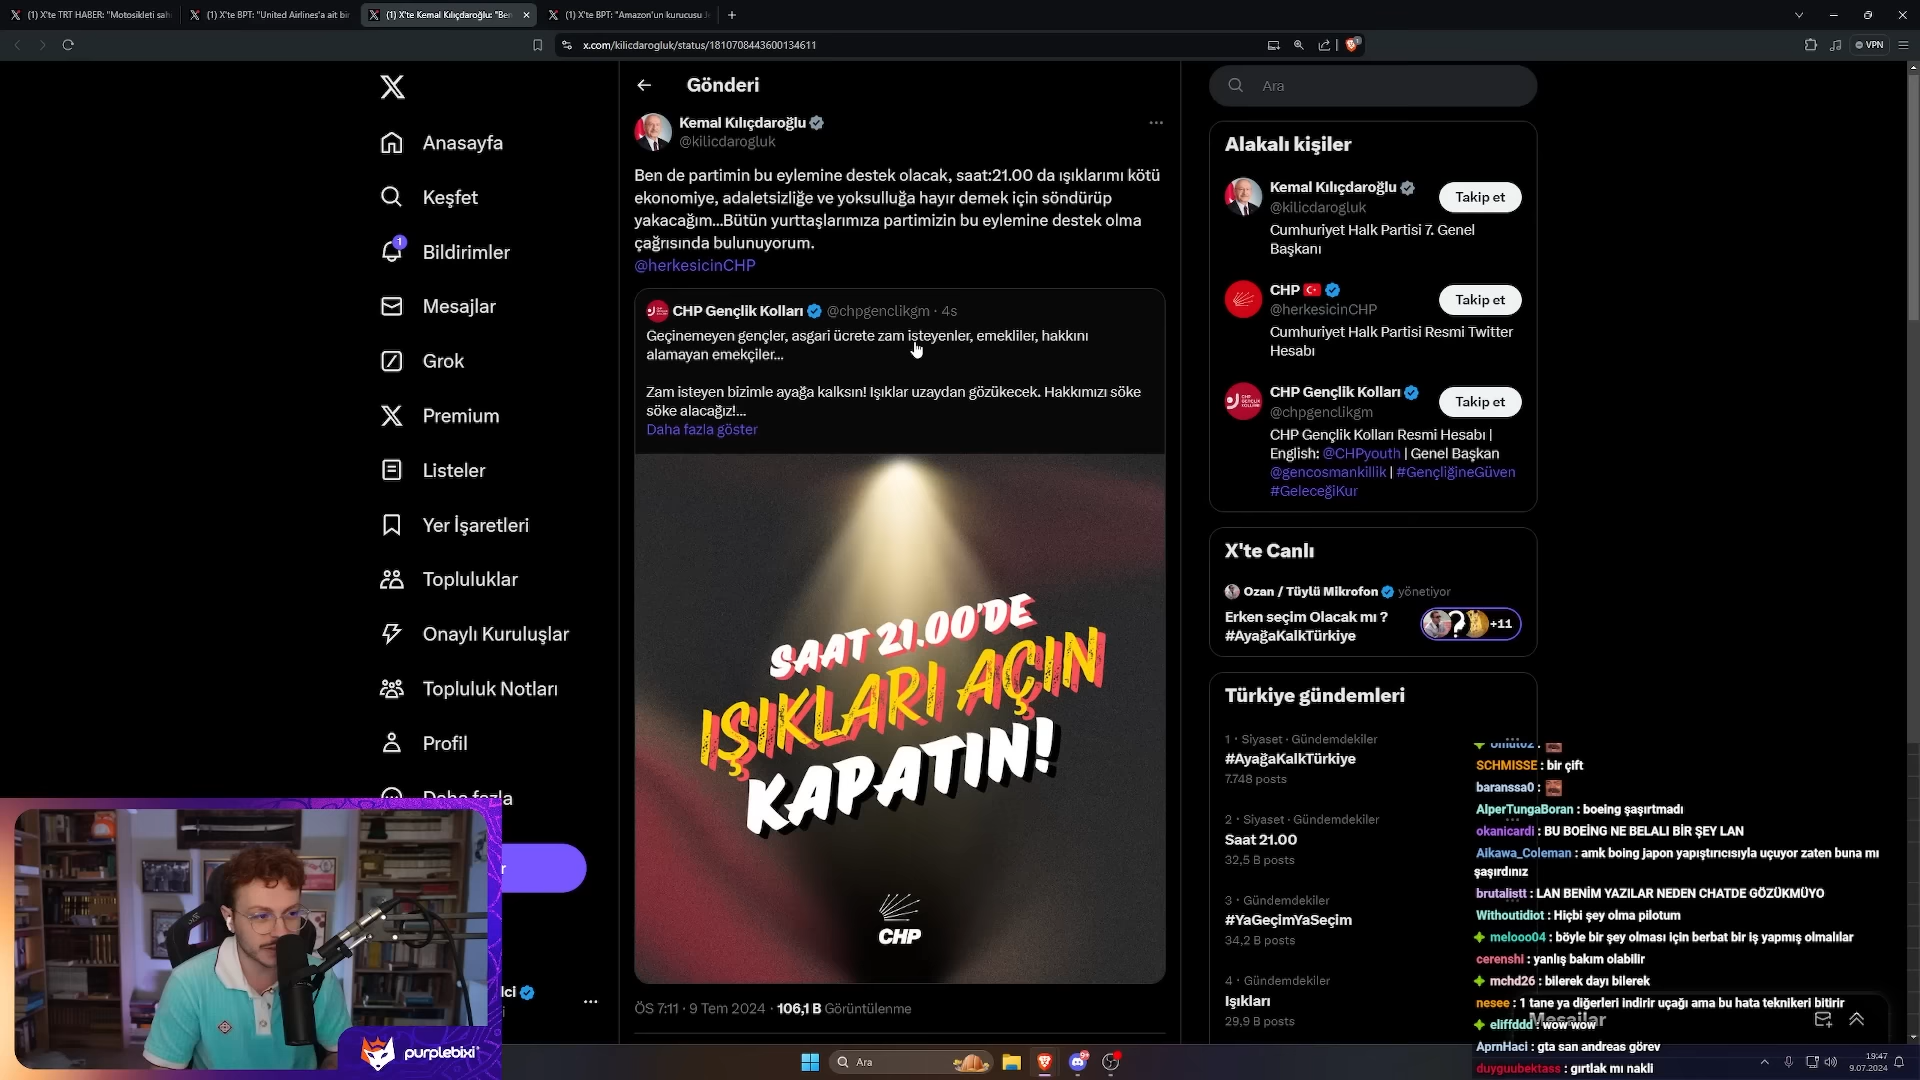 (1) X'te TRT HABER: "Motosikleti sahi
(1) X'te BPT: "United Airlines'a ait bir
(1) X'te Kemal Kılıçdaroğlu: "Ben
(1) X'te BPT: "Amazon'un kurucusu Je
x.com/kilicdarogluk/status/1810708443600134611
VPN
Anasayfa
Keşfet
1
Bildirimler
Mesajlar
Grok
Premium
Listeler
Yer İşaretleri
Topluluklar
Onaylı Kuruluşlar
Topluluk Notları
Profil
Daha fazla
Gönderi
Kemal Kılıçdaroğlu
@kilicdarogluk
Ben de partimin bu eylemine destek olacak, saat:21.00 da ışıklarımı kötü
ekonomiye, adaletsizliğe ve yoksulluğa hayır demek için söndürüp
yakacağım...Bütün yurttaşlarımıza partimizin bu eylemine destek olma
çağrısında bulunuyorum.
@herkesicinCHP
CHP Gençlik Kolları @chpgenclikgm · 4s
Geçinemeyen gençler, asgari ücrete zam isteyenler, emekliler, hakkını
alamayan emekçiler...
Zam isteyen bizimle ayağa kalksın! Işıklar uzaydan gözükecek. Hakkımızı söke
söke alacağız!...
Daha fazla göster
SAAT 21.00'DE
IŞIKLARI AÇIN
KAPATIN!
CHP
ÖS 7:11 · 9 Tem 2024 · 106,1 B Görüntülenme
Ara
Alakalı kişiler
Kemal Kılıçdaroğlu
@kilicdarogluk
Takip et
Cumhuriyet Halk Partisi 7. Genel
Başkanı
CHP
@herkesicinCHP
Takip et
Cumhuriyet Halk Partisi Resmi Twitter
Hesabı
CHP Gençlik Kolları
@chpgenclikgm
Takip et
CHP Gençlik Kolları Resmi Hesabı |
English: @CHPyouth | Genel Başkan
@gencosmankillik | #GençliğineGüven
#GeleceğiKur
X'te Canlı
Ozan / Tüylü Mikrofon yönetiyor
Erken seçim Olacak mı ?
#AyağaKalkTürkiye
+11
Türkiye gündemleri
1 · Siyaset · Gündemdekiler
#AyağaKalkTürkiye
7.748 posts
2 · Siyaset · Gündemdekiler
Saat 21.00
32,5 B posts
3 · Gündemdekiler
#YaGeçimYaSeçim
34,2 B posts
4 · Gündemdekiler
Işıkları
29,9 B posts
SCHMISSE : bir çift
baranssa0 :
AlperTungaBoran : boeing şaşırtmadı
okanicardi : BU BOEİNG NE BELALI BİR ŞEY LAN
Aikawa_Coleman : amk boing japon yapıştırıcısıyla uçuyor zaten buna mı
şaşırdınız
brutalistt : LAN BENİM YAZILAR NEDEN CHATDE GÖZÜKMÜYO
Withoutidiot : Hiçbi şey olma pilotum
melooo04 : böyle bir şey olması için berbat bir iş yapmış olmalılar
cerenshi : yanlış bakım olabilir
mchd26 : bilerek dayı bilerek
nesee : 1 tane ya diğerleri indirir uçağı ama bu hata teknikeri bitirir
Mesajlar
eliffddd : wow wow
AprnHaci : gta san andreas görev
duyguubektass : gırtlak mı nakli
purplebixi
Ara
19:47
9.07.2024